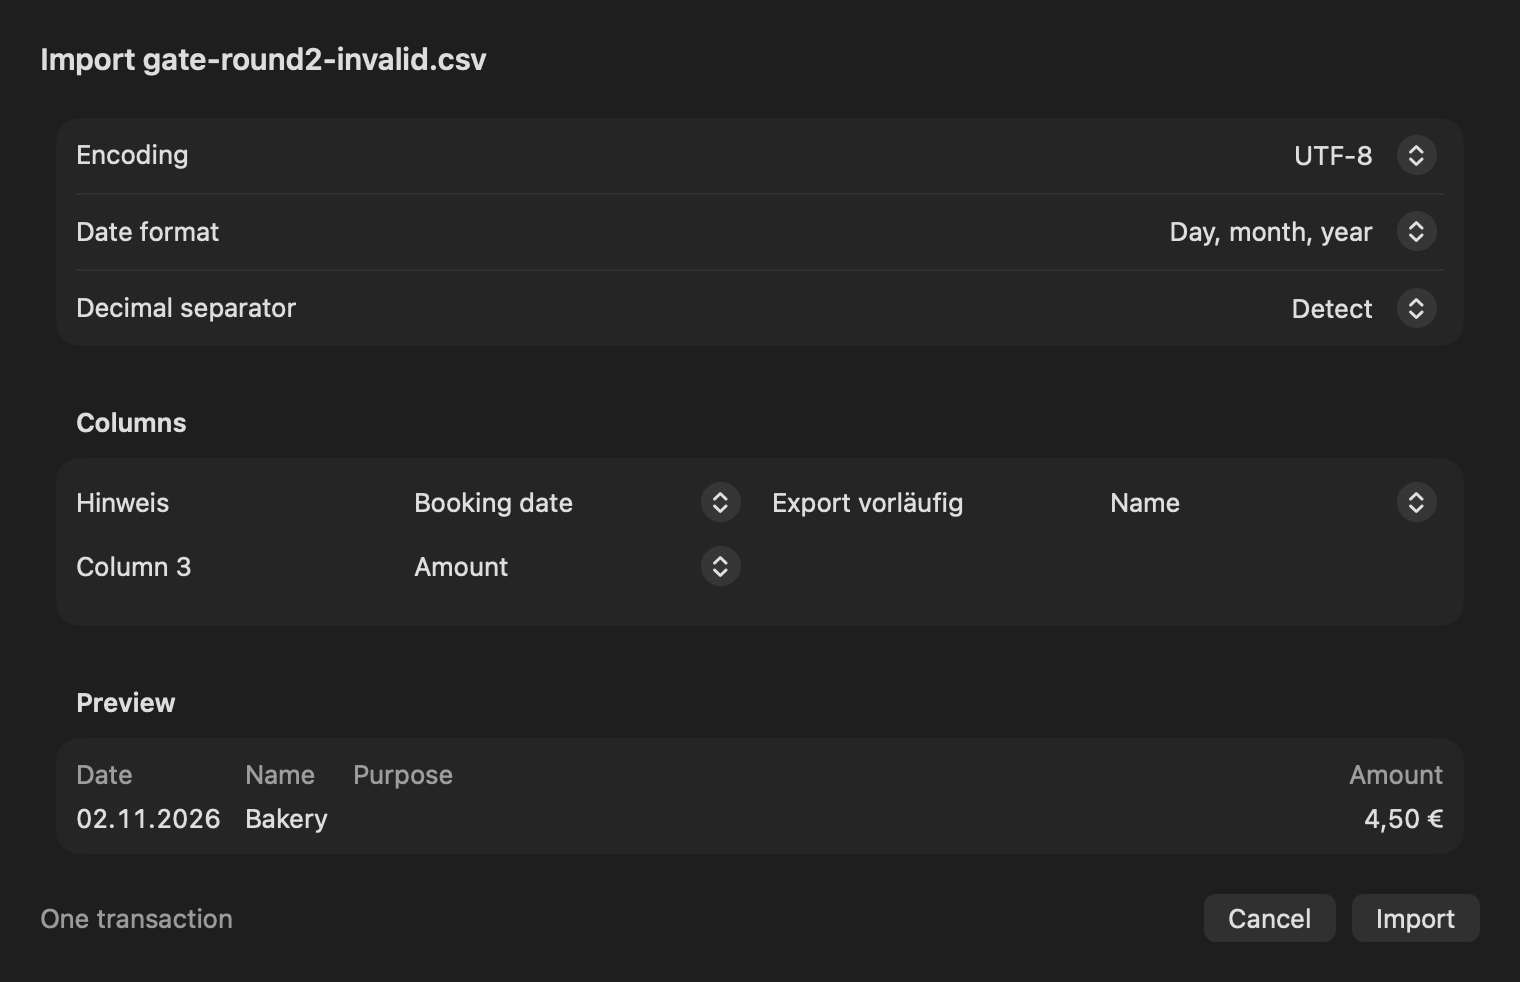 Import gate-round2-invalid.csv
Encoding UTF-8
Date format Day, month, year
Decimal separator Detect
Columns
Hinweis Booking date Export vorläufig Name
Column 3 Amount
Preview
Date Name Purpose Amount
02.11.2026 Bakery 4,50 €
One transaction Cancel Import